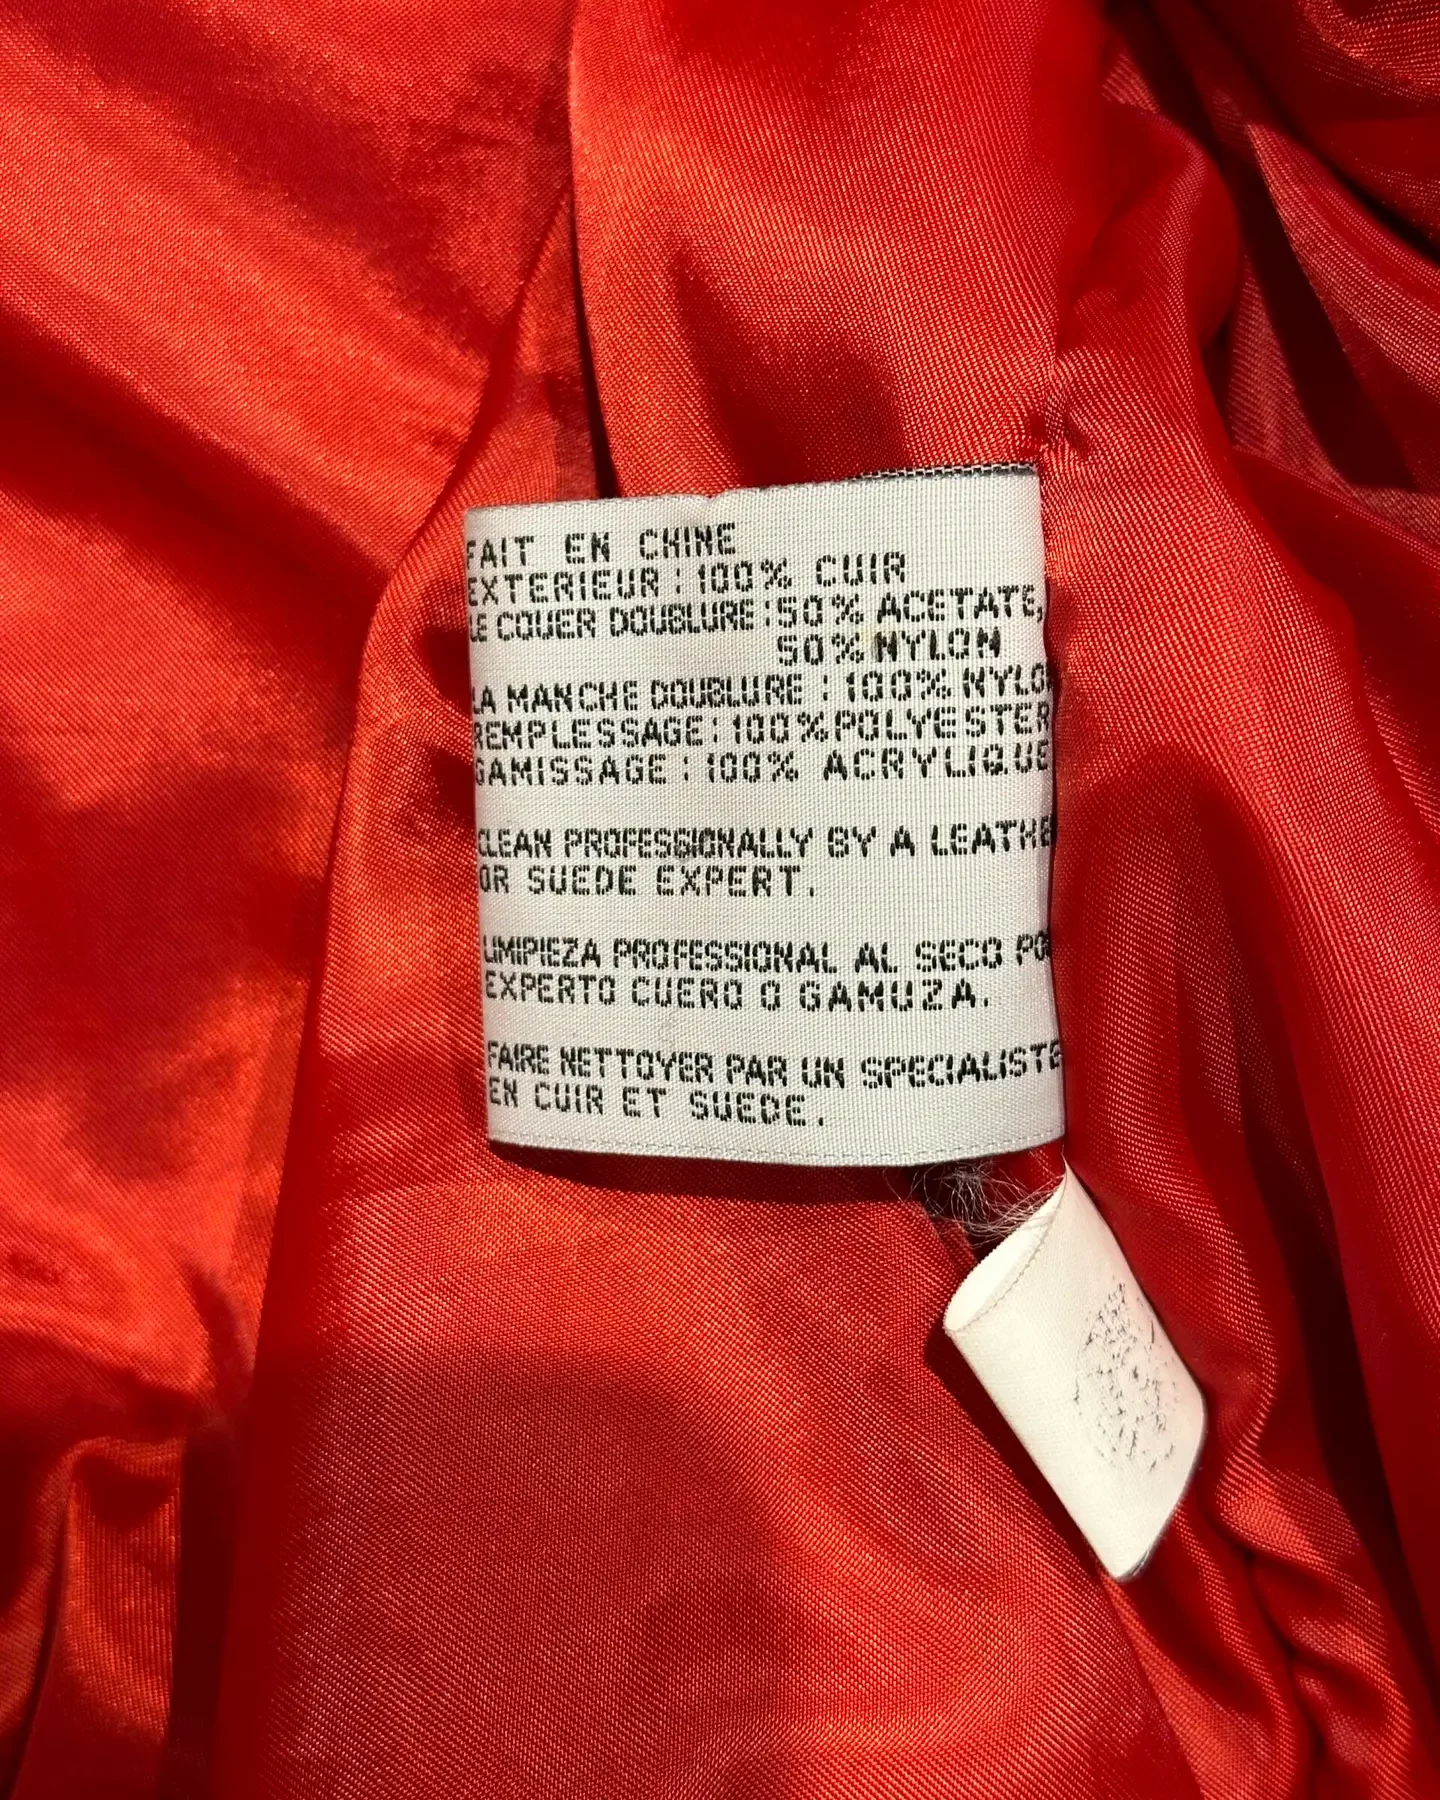 FAIT EN CHINE
EXTERIEUR : 100% CUIR
LE COUER DOUBLURE : 50% ACETATE,
50% NYLON
LA MANCHE DOUBLURE : 100% NYLO
REMPLESSAGE : 100% POLYESTER
GAMISSAGE : 100% ACRYLIQUE
CLEAN PROFESSIONALLY BY A LEATHE
OR SUEDE EXPERT.
LIMIPIEZA PROFESSIONAL AL SECO PO
EXPERTO CUERO O GAMUZA.
FAIRE NETTOYER PAR UN SPECIALISTE
EN CUIR ET SUEDE.